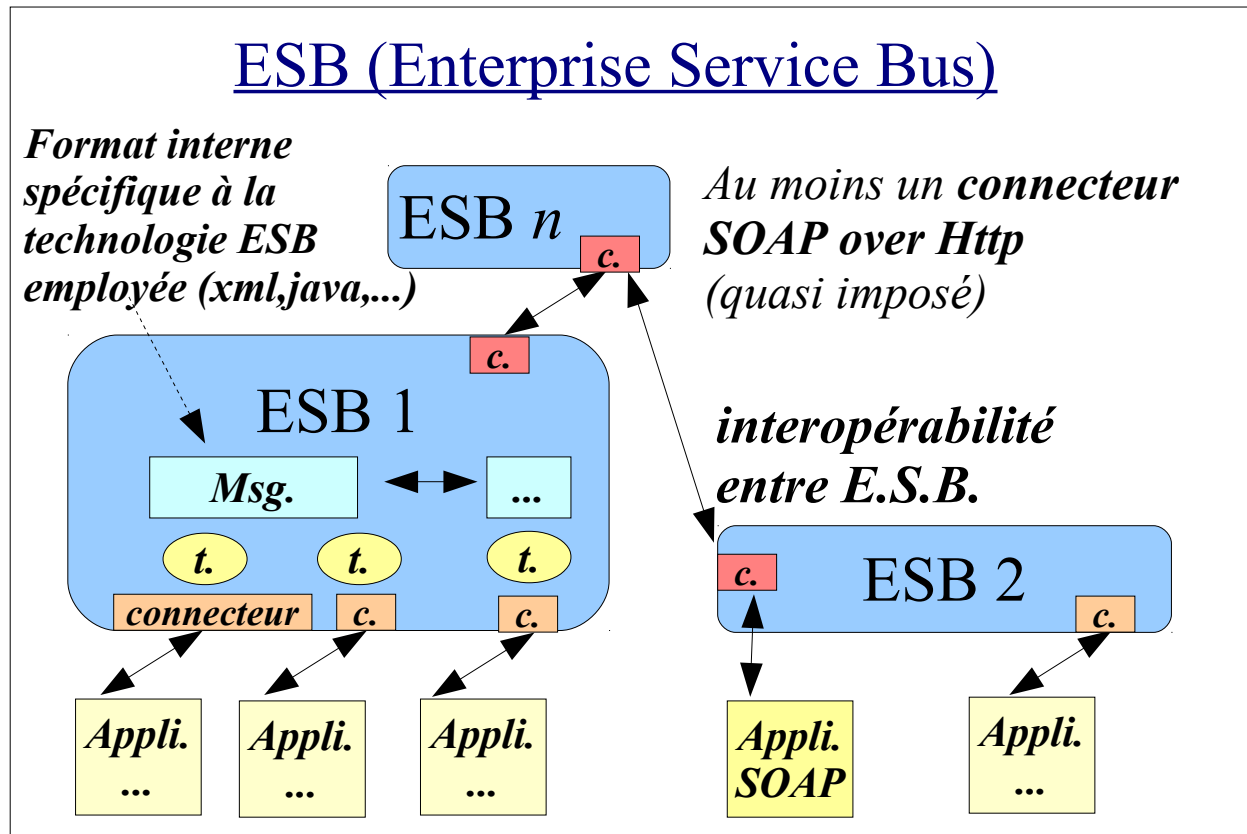 ESB (Enterprise Service Bus)
Format interne
spécifique à la
technologie ESB
employée (xml,java,...)
ESB n
c.
Au moins un connecteur
SOAP over Http
(quasi imposé)
c.
ESB 1
Msg.
...
t.
t.
t.
connecteur
c.
c.
interopérabilité
entre E.S.B.
c.
ESB 2
c.
Appli.
...
Appli.
...
Appli.
...
Appli.
SOAP
Appli.
...